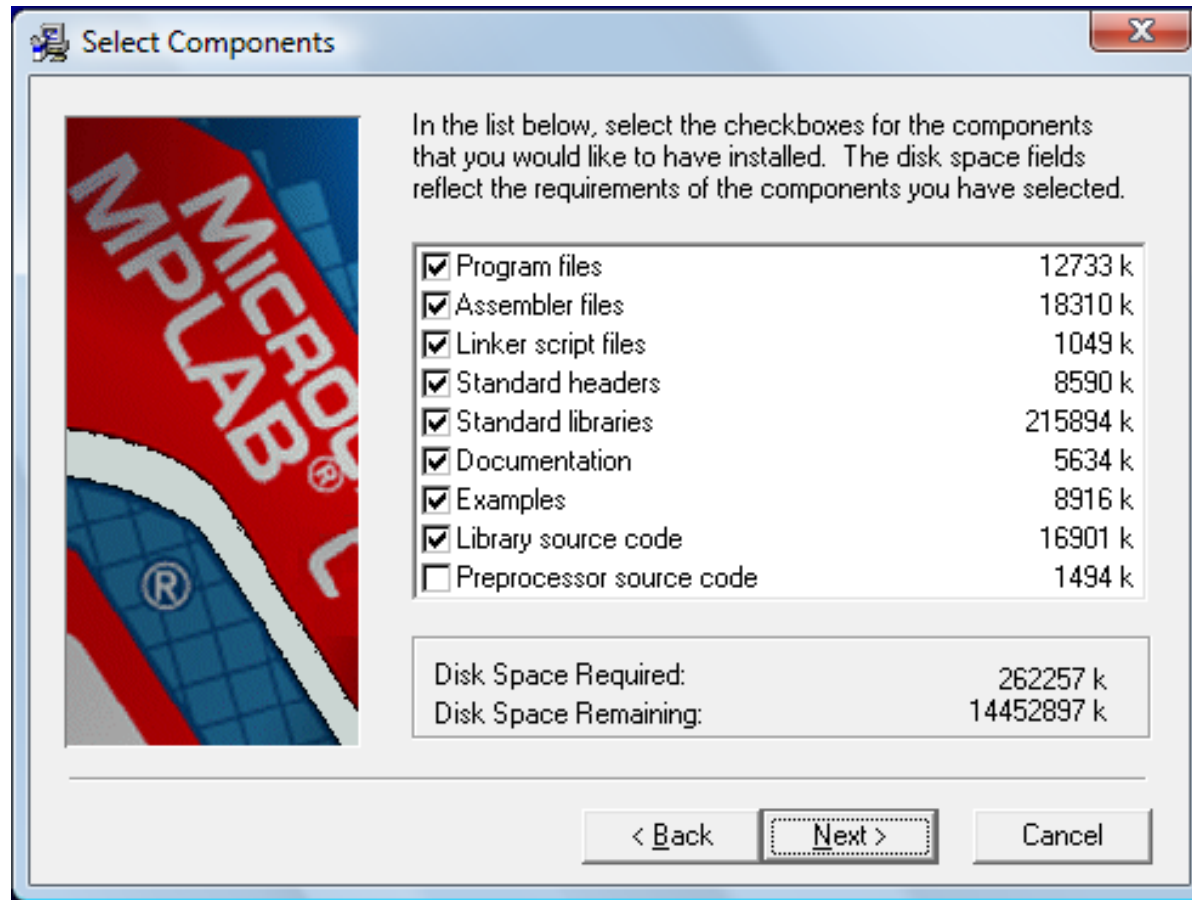 Select Components
MICROC
MPLAB® C
®
In the list below, select the checkboxes for the components
that you would like to have installed. The disk space fields
reflect the requirements of the components you have selected.
Program files 12733 k
Assembler files 18310 k
Linker script files 1049 k
Standard headers 8590 k
Standard libraries 215894 k
Documentation 5634 k
Examples 8916 k
Library source code 16901 k
Preprocessor source code 1494 k
Disk Space Required: 262257 k
Disk Space Remaining: 14452897 k
< Back Next > Cancel